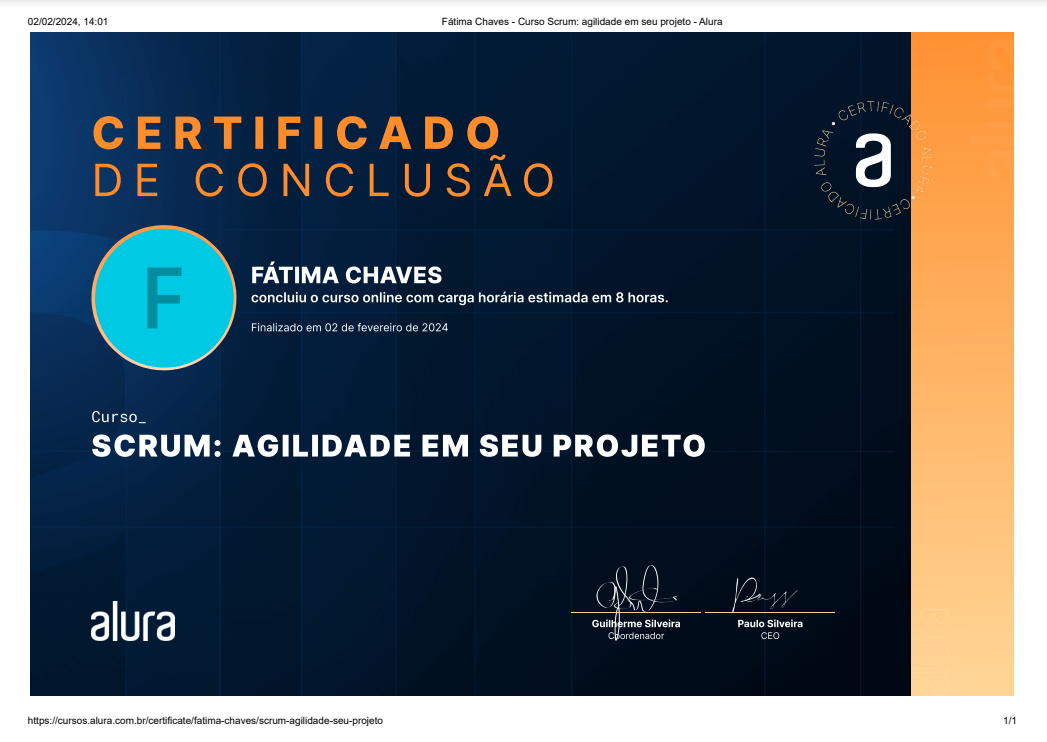 02/02/2024, 14:01
Fátima Chaves - Curso Scrum: agilidade em seu projeto - Alura
CERTIFICADO
DE CONCLUSÃO
CERTIFICADO ALURA • CERTIFICADO ALURA •
a
F
FÁTIMA CHAVES
concluiu o curso online com carga horária estimada em 8 horas.
Finalizado em 02 de fevereiro de 2024
Curso_
SCRUM: AGILIDADE EM SEU PROJETO
alura
Guilherme Silveira
Coordenador
Paulo Silveira
CEO
alura
alura
https://cursos.alura.com.br/certificate/fatima-chaves/scrum-agilidade-seu-projeto
1/1